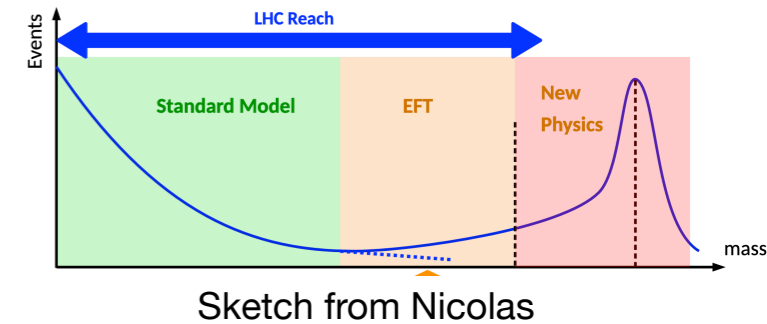 LHC Reach
Events
Standard Model
EFT
New
Physics
mass
Sketch from Nicolas